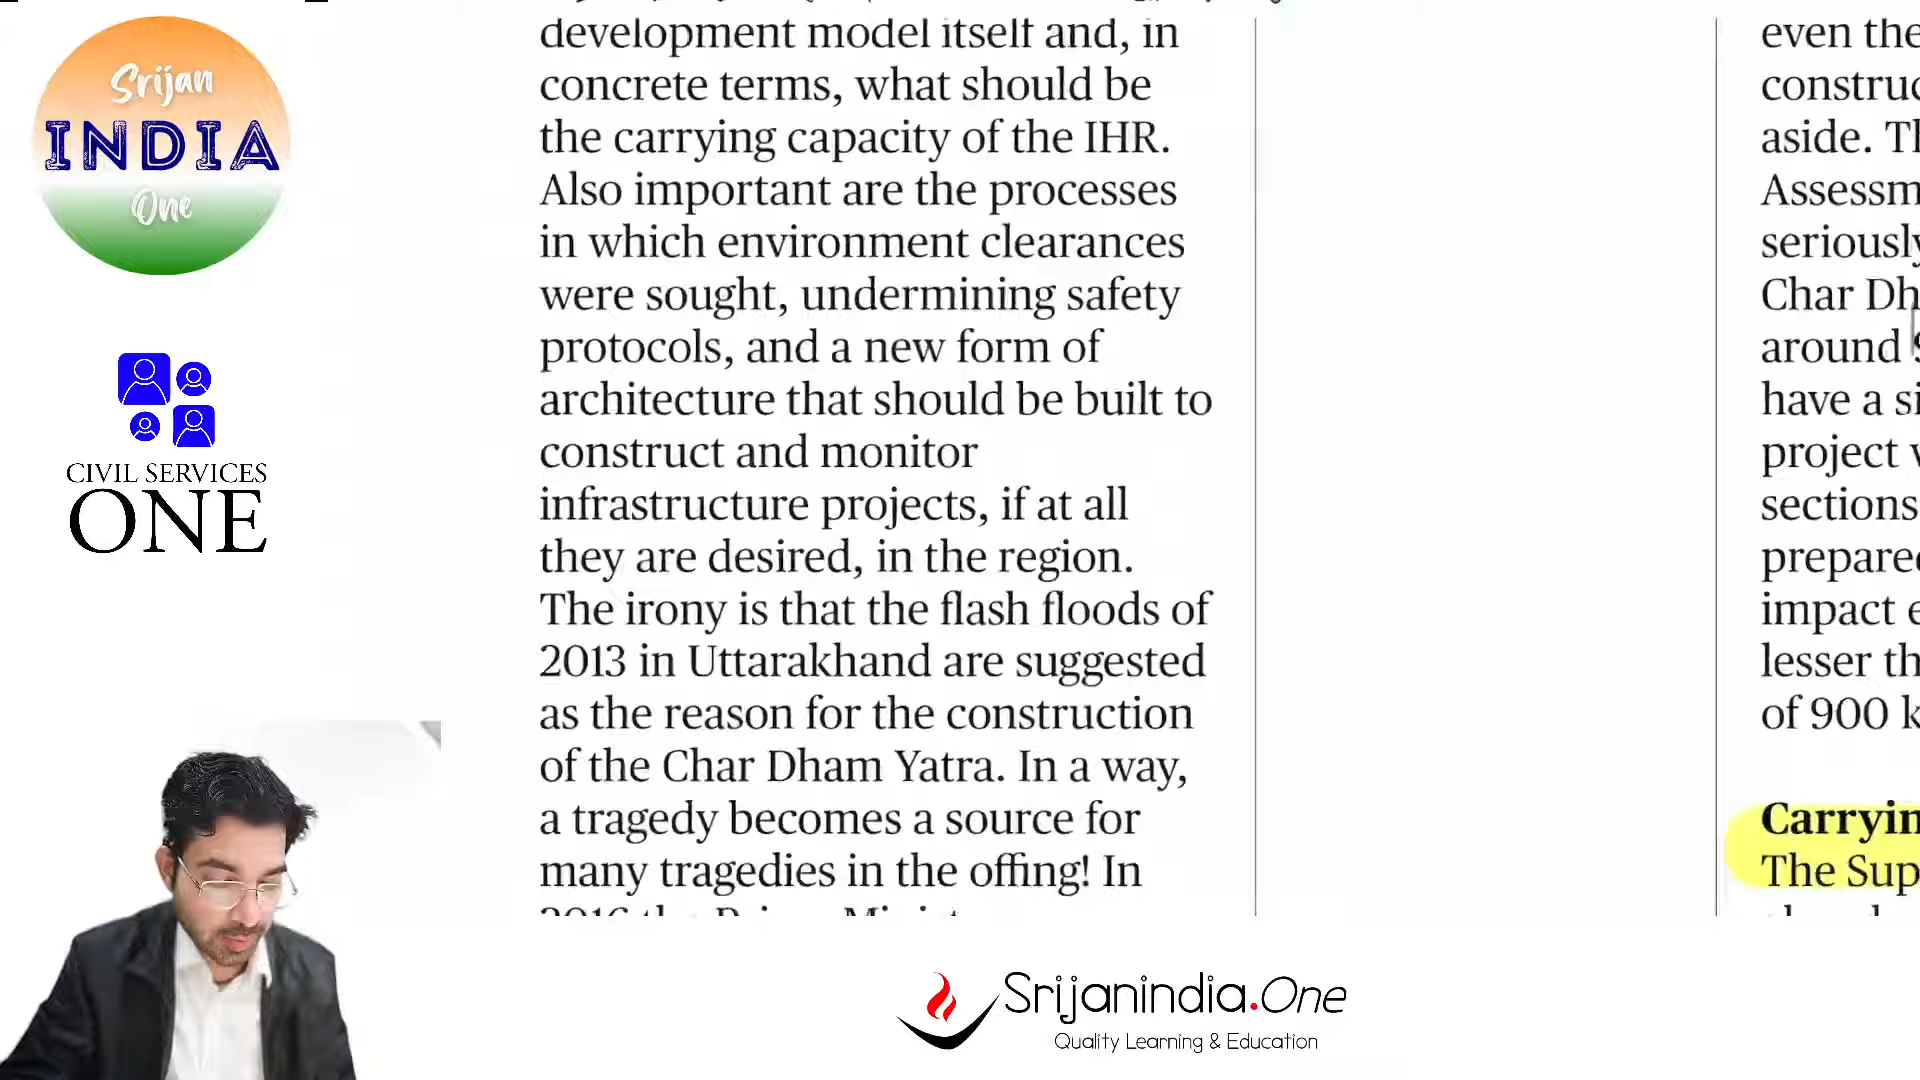 Srijan
INDIA
One
CIVIL SERVICES
ONE
development model itself and, in
concrete terms, what should be
the carrying capacity of the IHR.
Also important are the processes
in which environment clearances
were sought, undermining safety
protocols, and a new form of
architecture that should be built to
construct and monitor
infrastructure projects, if at all
they are desired, in the region.
The irony is that the flash floods of
2013 in Uttarakhand are suggested
as the reason for the construction
of the Char Dham Yatra. In a way,
a tragedy becomes a source for
many tragedies in the offing! In
even the
construc
aside. Th
Assessm
seriously
Char Dh
around
have a si
project
sections
prepared
impact e
lesser th
of 900 k
Carryin
The Sup
Srijanindia.One
Quality Learning & Education